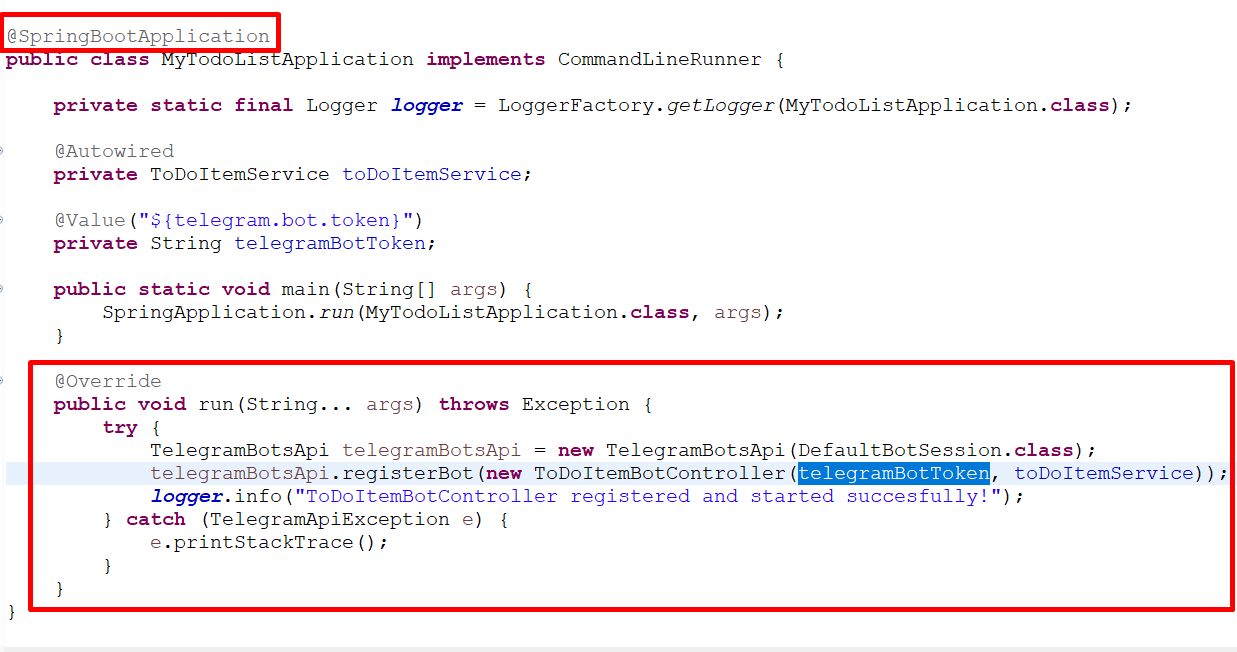 @SpringBootApplication
public class MyTodoListApplication implements CommandLineRunner {
private static final Logger logger = LoggerFactory.getLogger(MyTodoListApplication.class);
@Autowired
private ToDoItemService toDoItemService;
@Value("${telegram.bot.token}")
private String telegramBotToken;
public static void main(String[] args) {
SpringApplication.run(MyTodoListApplication.class, args);
}
@Override
public void run(String... args) throws Exception {
try {
TelegramBotsApi telegramBotsApi = new TelegramBotsApi(DefaultBotSession.class);
telegramBotsApi.registerBot(new ToDoItemBotController(telegramBotToken, toDoItemService));
logger.info("ToDoItemBotController registered and started succesfully!");
} catch (TelegramApiException e) {
e.printStackTrace();
}
}
}